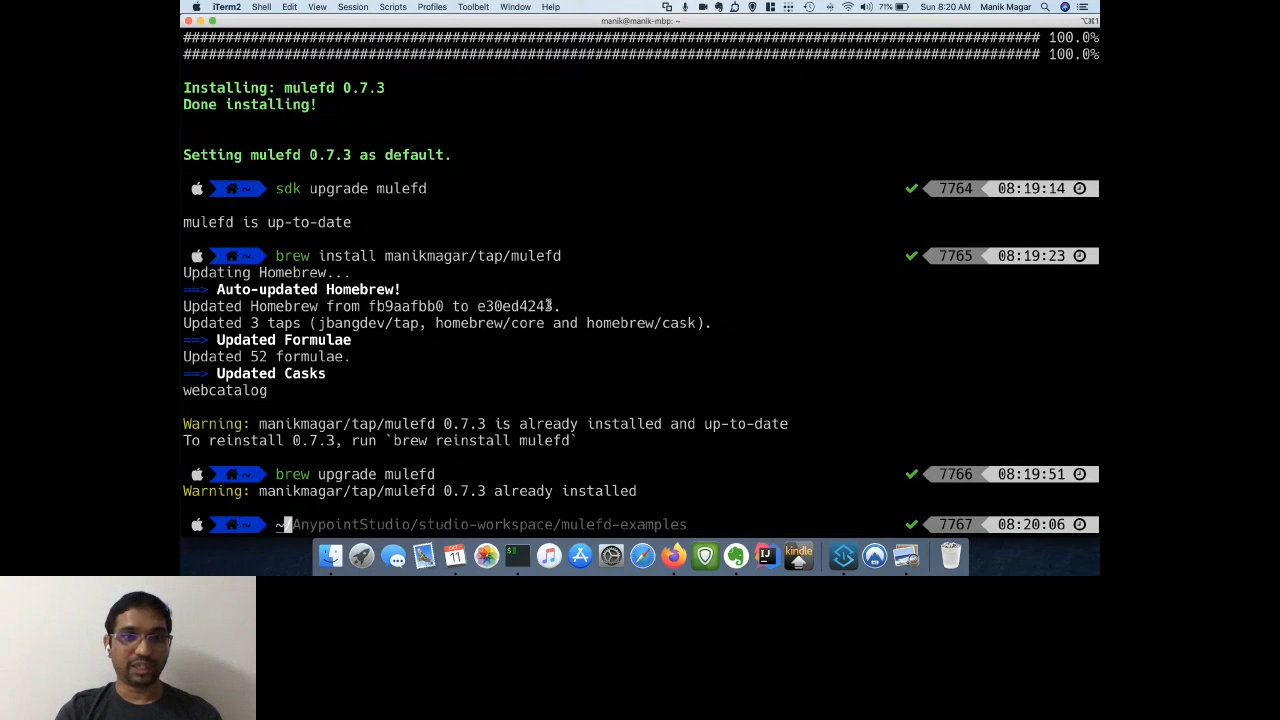 iTerm2 Shell Edit View Session Scripts Profiles Toolbelt Window Help 71% Sun 8:20 AM Manik Magar
manik@manik-mbp: ~ ⌥⌘1
100.0%
100.0%
Installing: mulefd 0.7.3
Done installing!
Setting mulefd 0.7.3 as default.
~ sdk upgrade mulefd ✔ 7764 08:19:14
mulefd is up-to-date
~ brew install manikmagar/tap/mulefd ✔ 7765 08:19:23
Updating Homebrew...
==> Auto-updated Homebrew!
Updated Homebrew from fb9aafbb0 to e30ed4243.
Updated 3 taps (jbangdev/tap, homebrew/core and homebrew/cask).
==> Updated Formulae
Updated 52 formulae.
==> Updated Casks
webcatalog
Warning: manikmagar/tap/mulefd 0.7.3 is already installed and up-to-date
To reinstall 0.7.3, run `brew reinstall mulefd`
~ brew upgrade mulefd ✔ 7766 08:19:51
Warning: manikmagar/tap/mulefd 0.7.3 already installed
~ ~/AnypointStudio/studio-workspace/mulefd-examples ✔ 7767 08:20:06
11
$
IJ
kindle